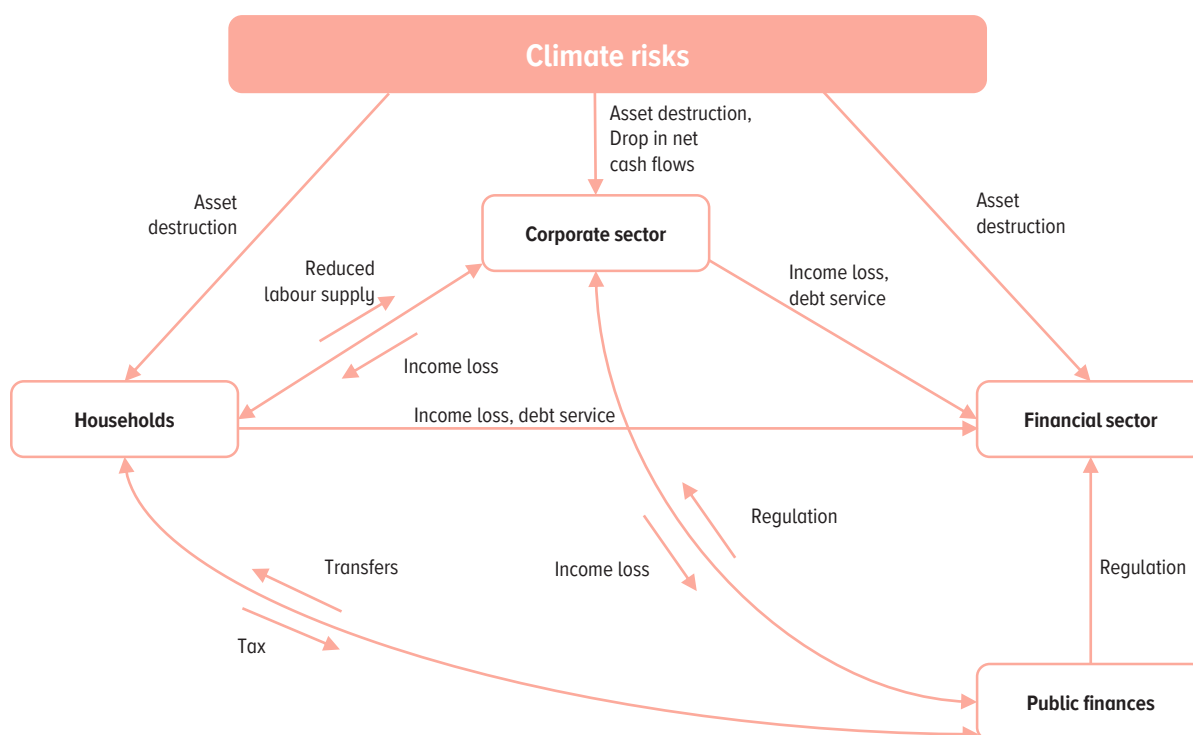 Climate risks
Asset destruction,
Drop in net
cash flows
Asset
destruction
Asset
destruction
Corporate sector
Reduced
labour supply
Income loss,
debt service
Income loss
Households
Income loss, debt service
Financial sector
Regulation
Transfers
Income loss
Regulation
Tax
Public finances